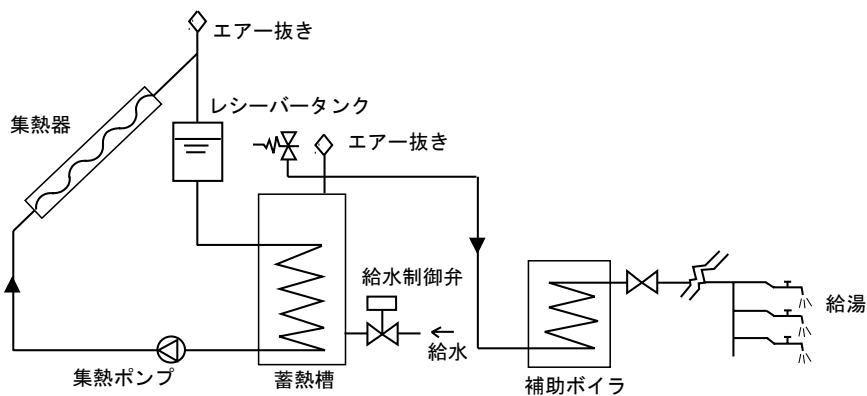 エアー抜き
レシーバータンク
集熱器
エアー抜き
給水制御弁
給湯
給水
集熱ポンプ
蓄熱槽
補助ボイラ